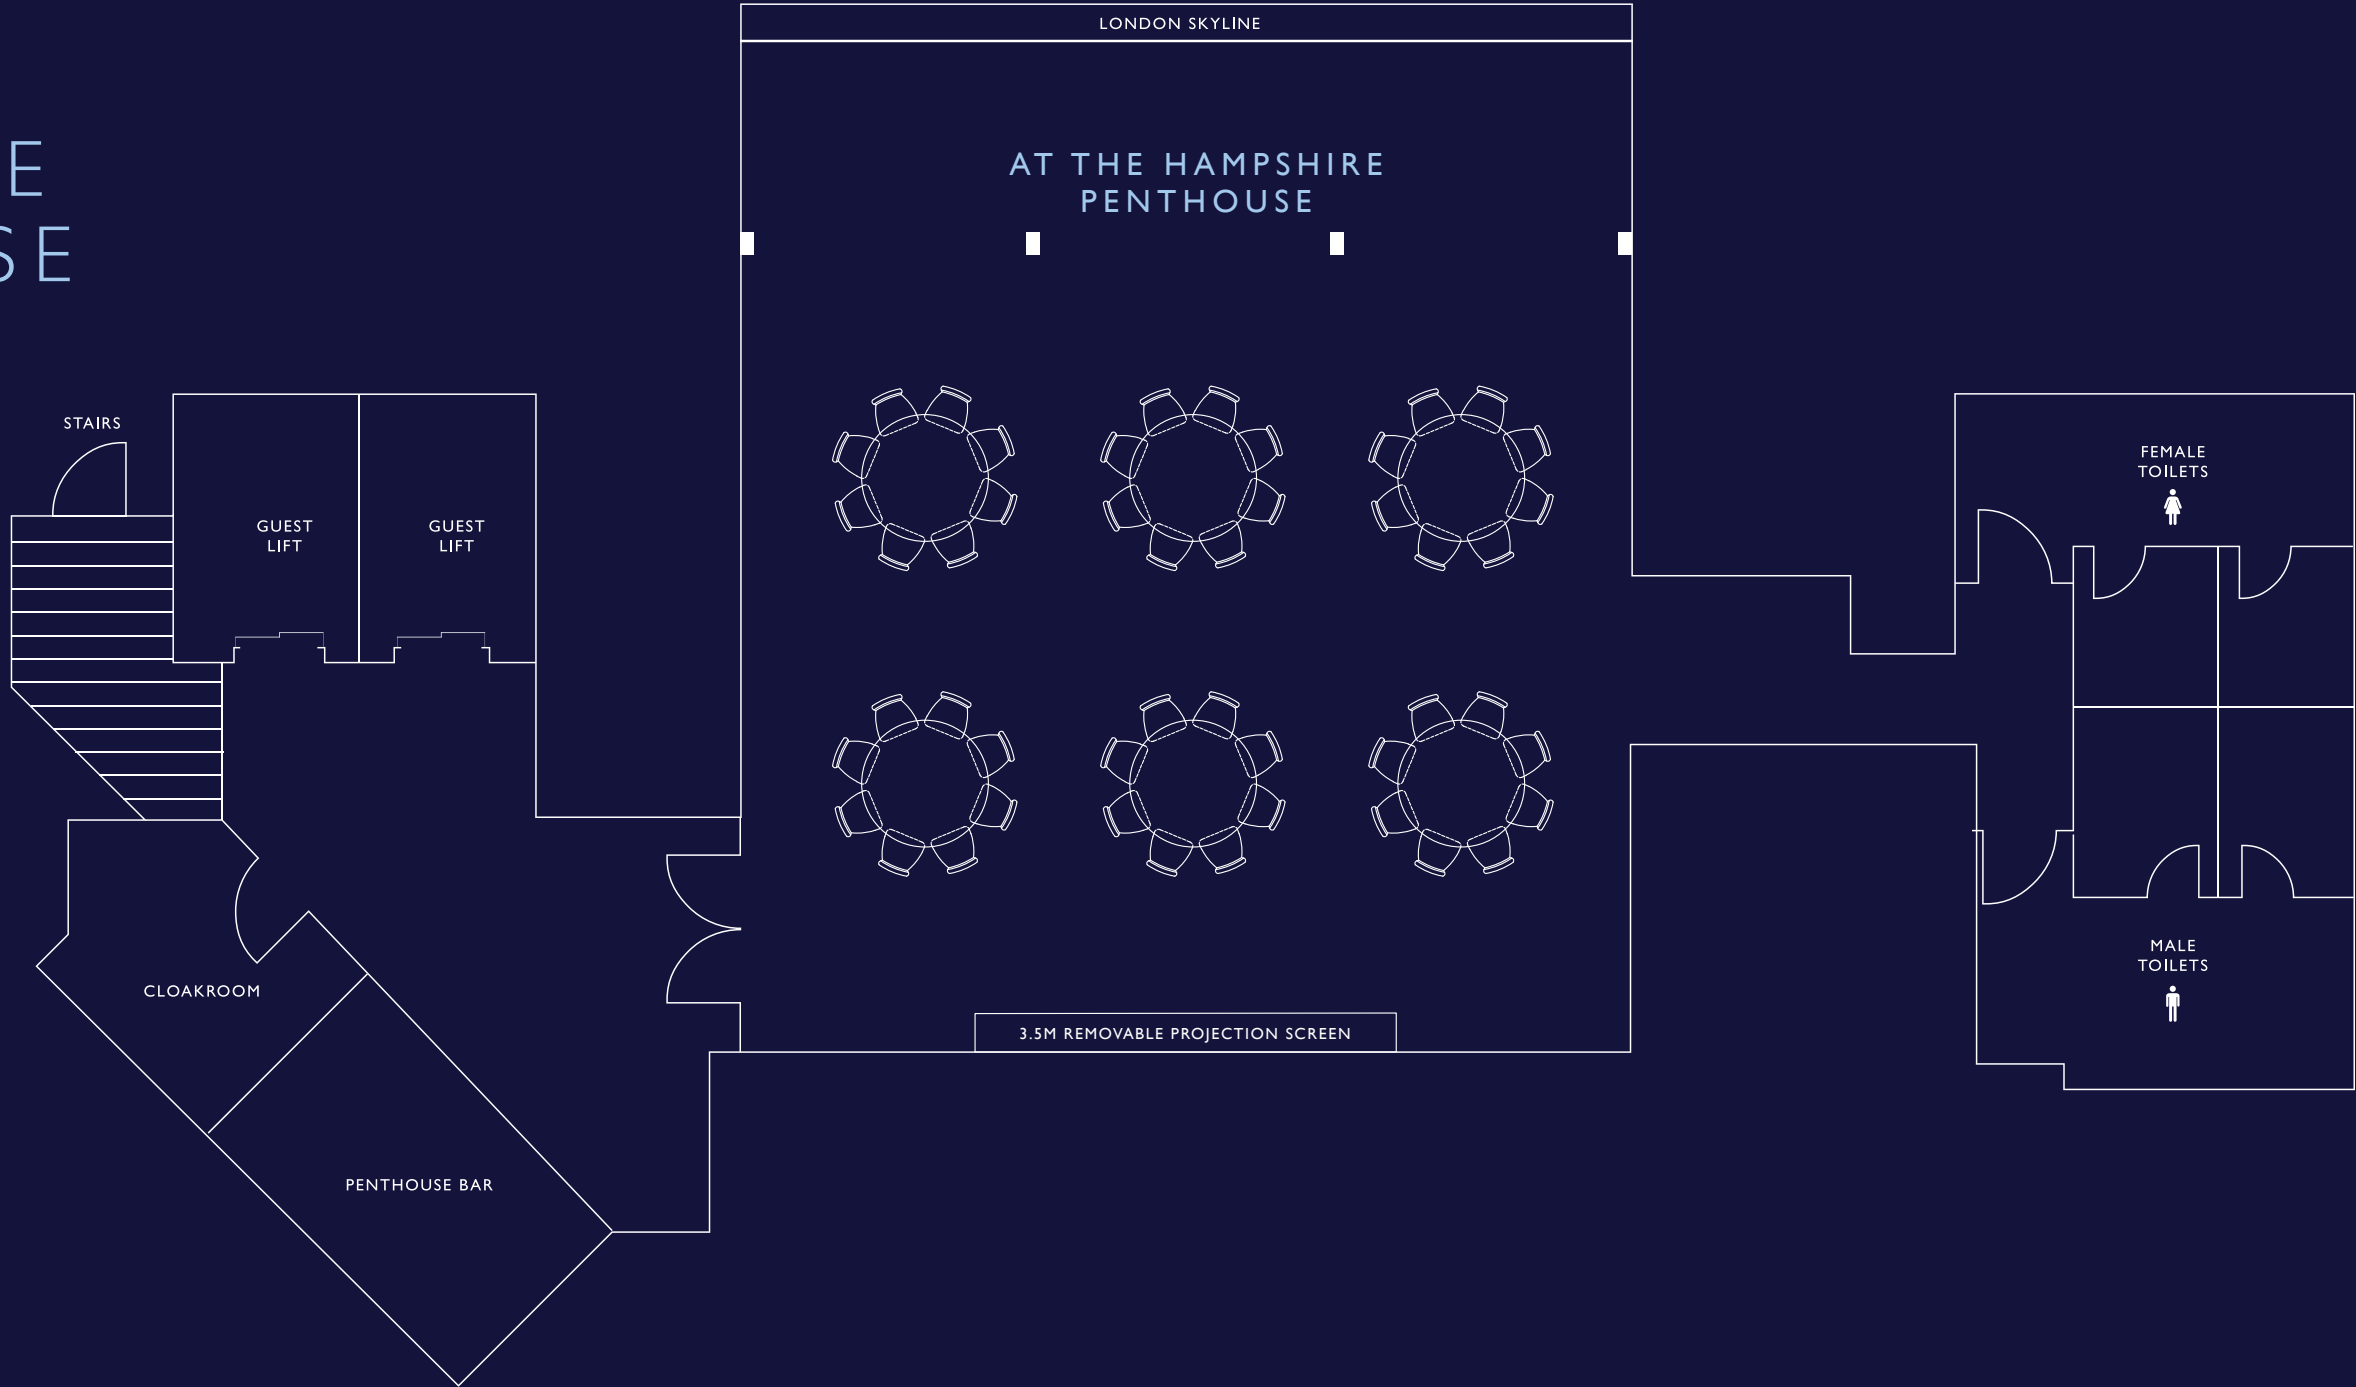 LONDON SKYLINE
AT THE HAMPSHIRE
PENTHOUSE
E
SE
STAIRS
GUEST
LIFT
GUEST
LIFT
FEMALE
TOILETS
MALE
TOILETS
CLOAKROOM
3.5M REMOVABLE PROJECTION SCREEN
PENTHOUSE BAR